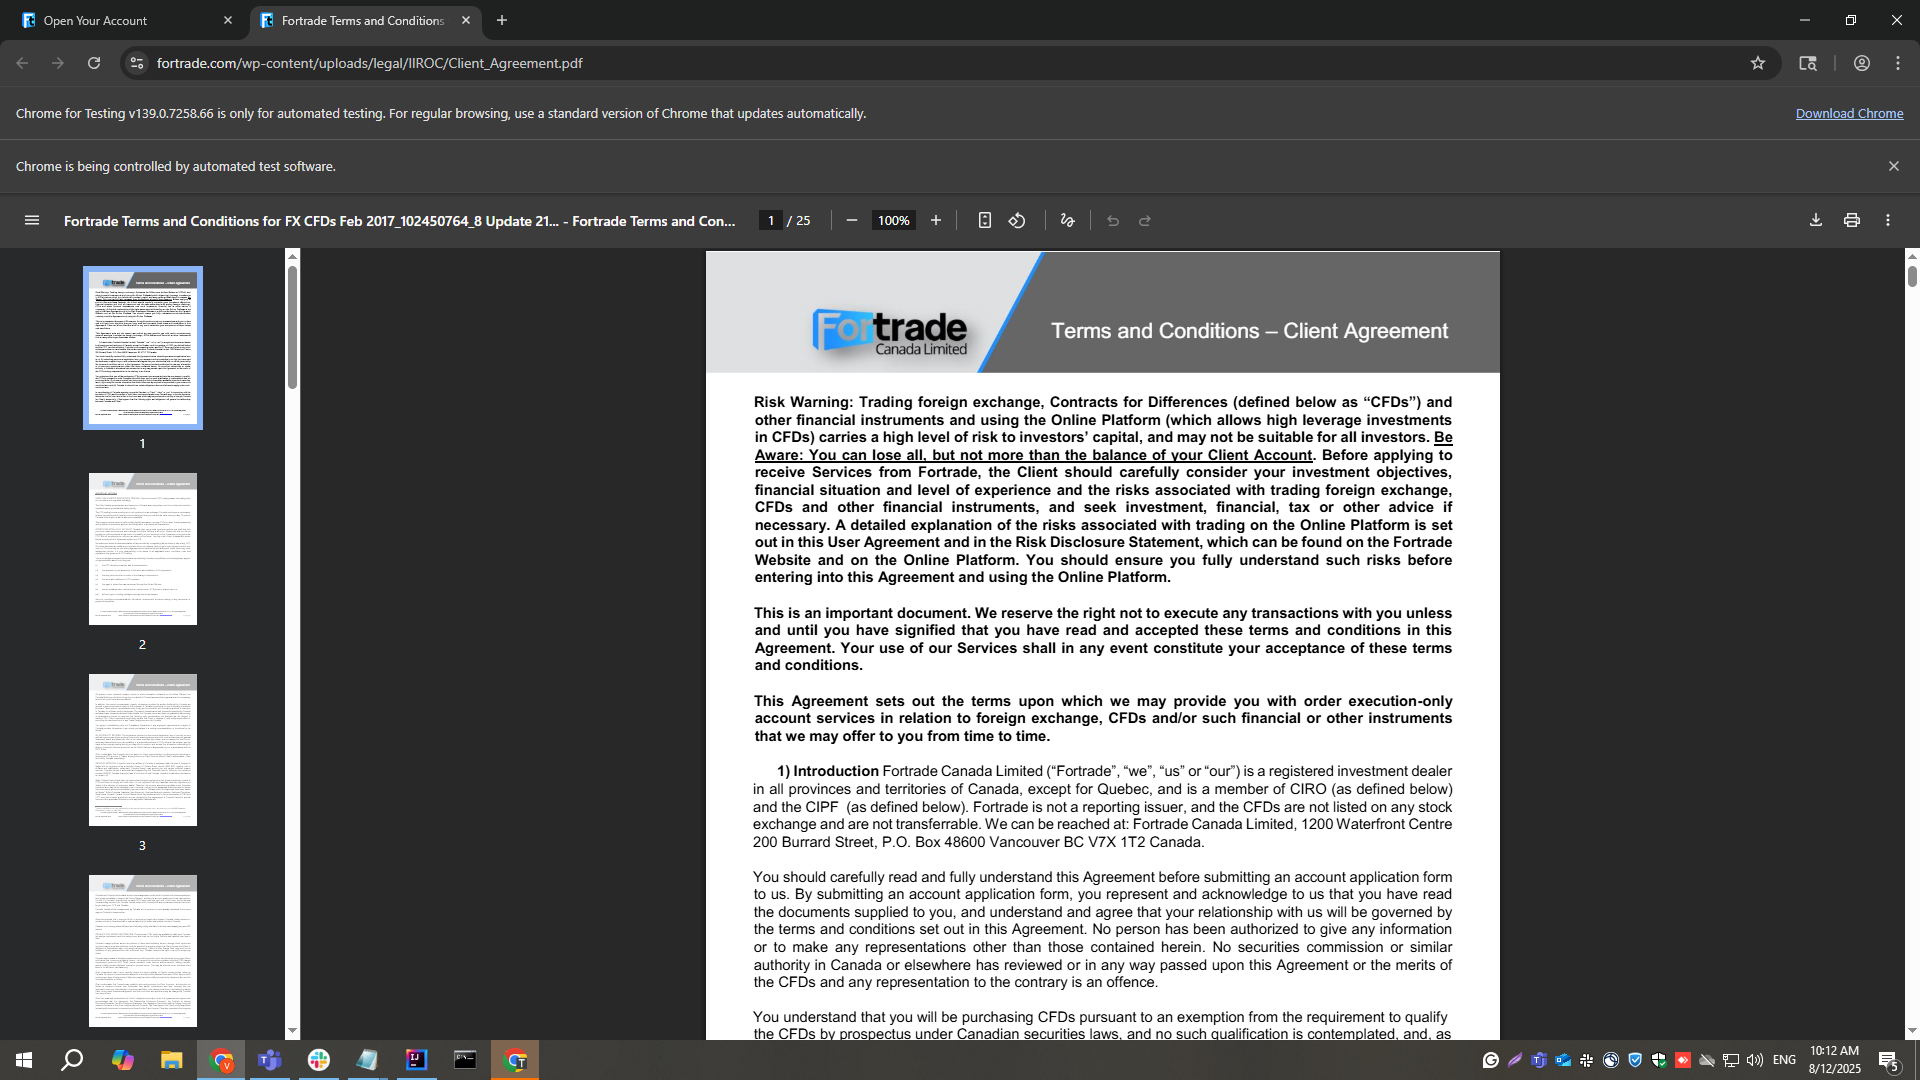 Open Your Account
Fortrade Terms and Conditions
fortrade.com/wp-content/uploads/legal/IIROC/Client_Agreement.pdf
Chrome for Testing v139.0.7258.66 is only for automated testing. For regular browsing, use a standard version of Chrome that updates automatically.
Download Chrome
Chrome is being controlled by automated test software.
Fortrade Terms and Conditions for FX CFDs Feb 2017_102450764_8 Update 21... - Fortrade Terms and Con...
1 / 25
100%
1
2
3
Fortrade
Canada Limited
Terms and Conditions – Client Agreement
Risk Warning: Trading foreign exchange, Contracts for Differences (defined below as “CFDs”) and
other financial instruments and using the Online Platform (which allows high leverage investments
in CFDs) carries a high level of risk to investors’ capital, and may not be suitable for all investors. Be
Aware: You can lose all, but not more than the balance of your Client Account. Before applying to
receive Services from Fortrade, the Client should carefully consider your investment objectives,
financial situation and level of experience and the risks associated with trading foreign exchange,
CFDs and other financial instruments, and seek investment, financial, tax or other advice if
necessary. A detailed explanation of the risks associated with trading on the Online Platform is set
out in this User Agreement and in the Risk Disclosure Statement, which can be found on the Fortrade
Website and on the Online Platform. You should ensure you fully understand such risks before
entering into this Agreement and using the Online Platform.
This is an important document. We reserve the right not to execute any transactions with you unless
and until you have signified that you have read and accepted these terms and conditions in this
Agreement. Your use of our Services shall in any event constitute your acceptance of these terms
and conditions.
This Agreement sets out the terms upon which we may provide you with order execution-only
account services in relation to foreign exchange, CFDs and/or such financial or other instruments
that we may offer to you from time to time.
1) Introduction Fortrade Canada Limited (“Fortrade”, “we”, “us” or “our”) is a registered investment dealer
in all provinces and territories of Canada, except for Quebec, and is a member of CIRO (as defined below)
and the CIPF (as defined below). Fortrade is not a reporting issuer, and the CFDs are not listed on any stock
exchange and are not transferrable. We can be reached at: Fortrade Canada Limited, 1200 Waterfront Centre
200 Burrard Street, P.O. Box 48600 Vancouver BC V7X 1T2 Canada.
You should carefully read and fully understand this Agreement before submitting an account application form
to us. By submitting an account application form, you represent and acknowledge to us that you have read
the documents supplied to you, and understand and agree that your relationship with us will be governed by
the terms and conditions set out in this Agreement. No person has been authorized to give any information
or to make any representations other than those contained herein. No securities commission or similar
authority in Canada or elsewhere has reviewed or in any way passed upon this Agreement or the merits of
the CFDs and any representation to the contrary is an offence.
You understand that you will be purchasing CFDs pursuant to an exemption from the requirement to qualify
the CFDs by prospectus under Canadian securities laws, and no such qualification is contemplated, and, as
ENG
10:12 AM
8/12/2025
5